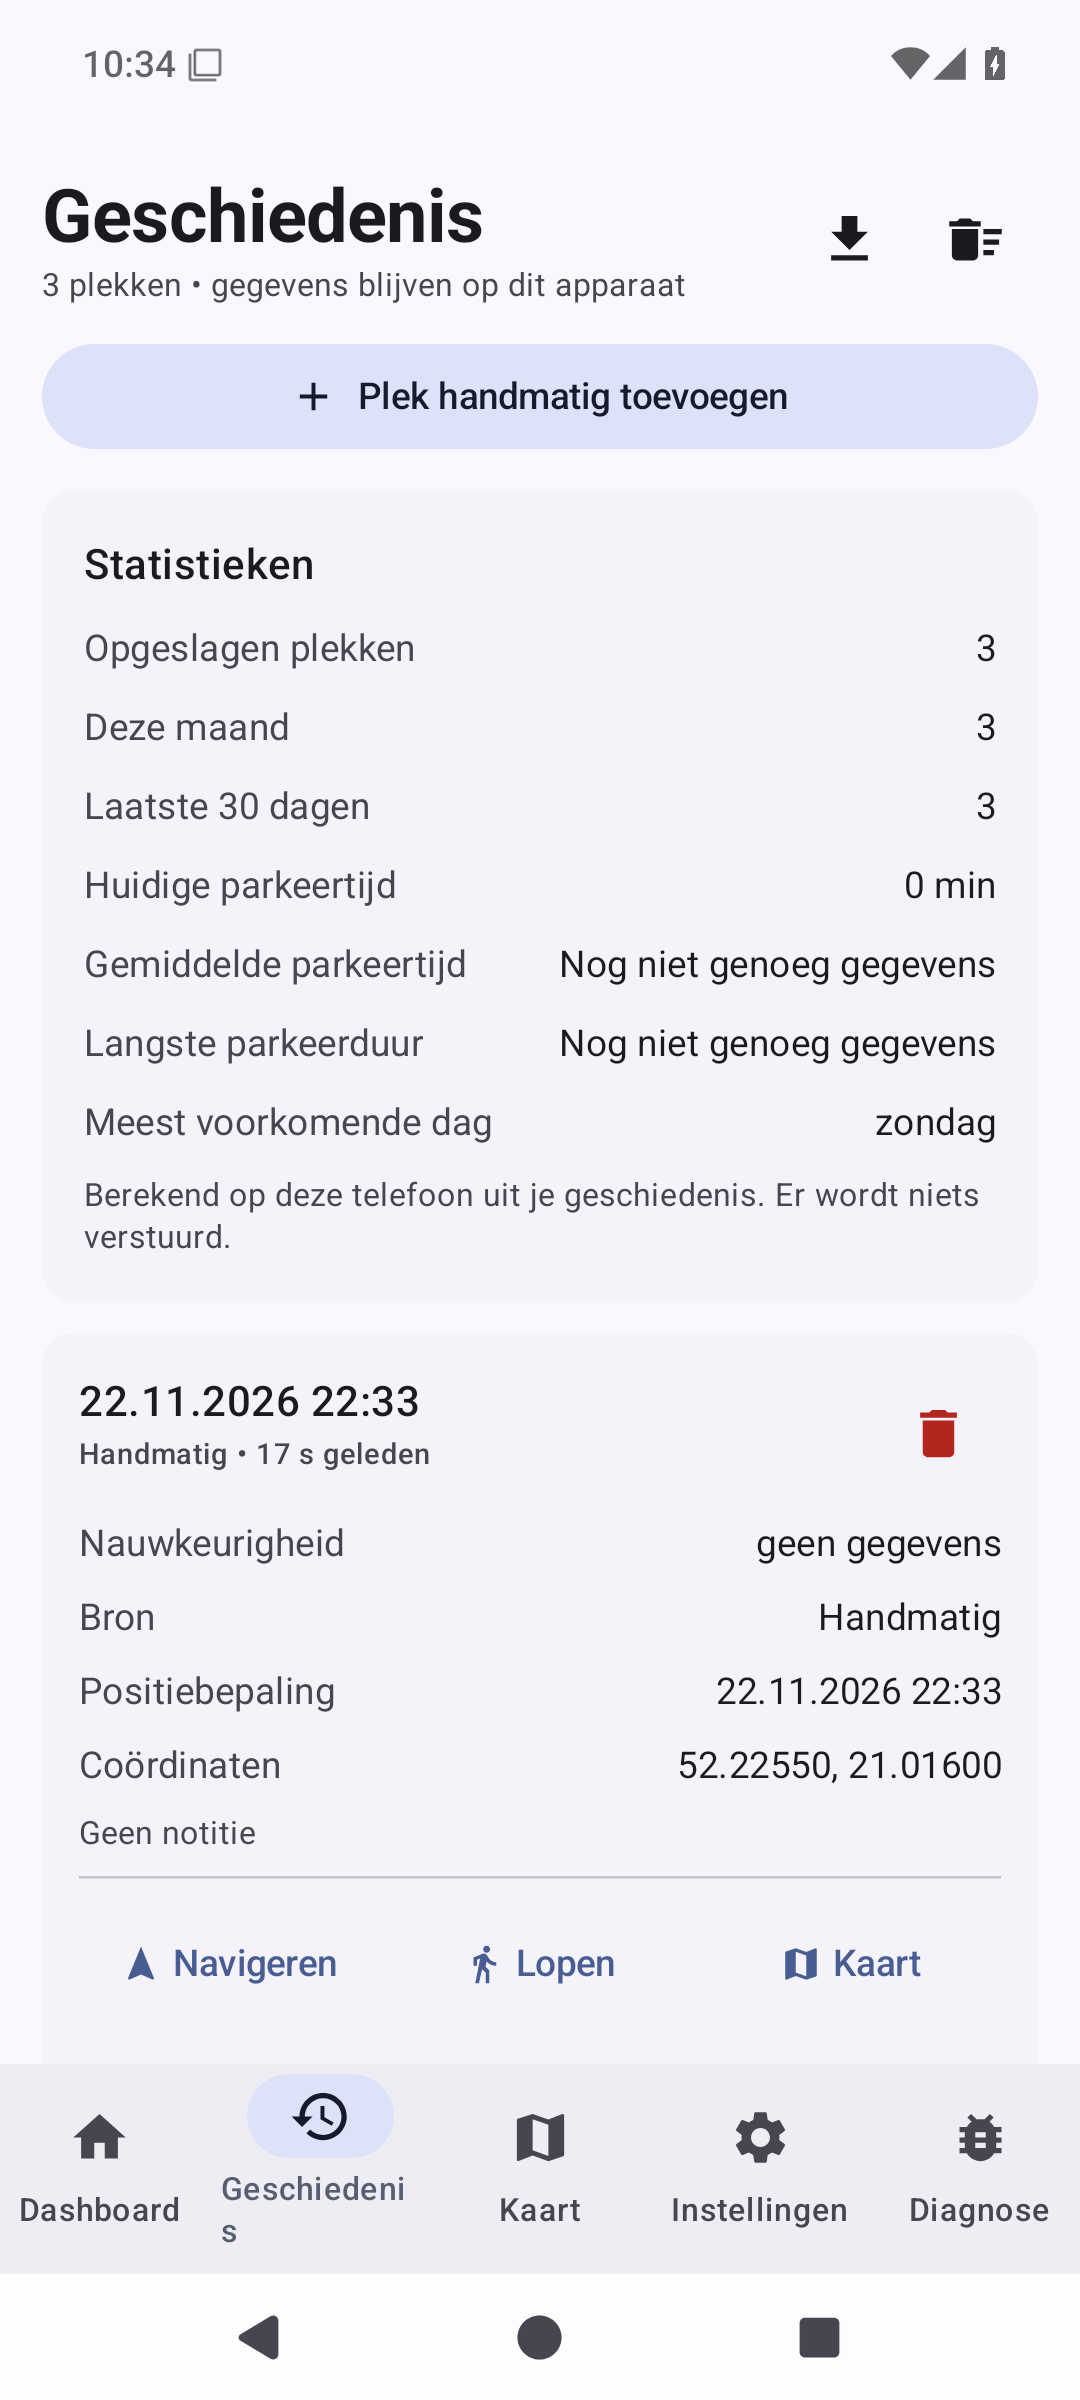 10:34
Geschiedenis
3 plekken • gegevens blijven op dit apparaat
Plek handmatig toevoegen
Statistieken
Opgeslagen plekken 3
Deze maand 3
Laatste 30 dagen 3
Huidige parkeertijd 0 min
Gemiddelde parkeertijd Nog niet genoeg gegevens
Langste parkeerduur Nog niet genoeg gegevens
Meest voorkomende dag zondag
Berekend op deze telefoon uit je geschiedenis. Er wordt niets
verstuurd.
22.11.2026 22:33
Handmatig • 17 s geleden
Nauwkeurigheid geen gegevens
Bron Handmatig
Positiebepaling 22.11.2026 22:33
Coördinaten 52.22550, 21.01600
Geen notitie
Navigeren Lopen Kaart
Dashboard Geschiedeni Kaart Instellingen Diagnose
s